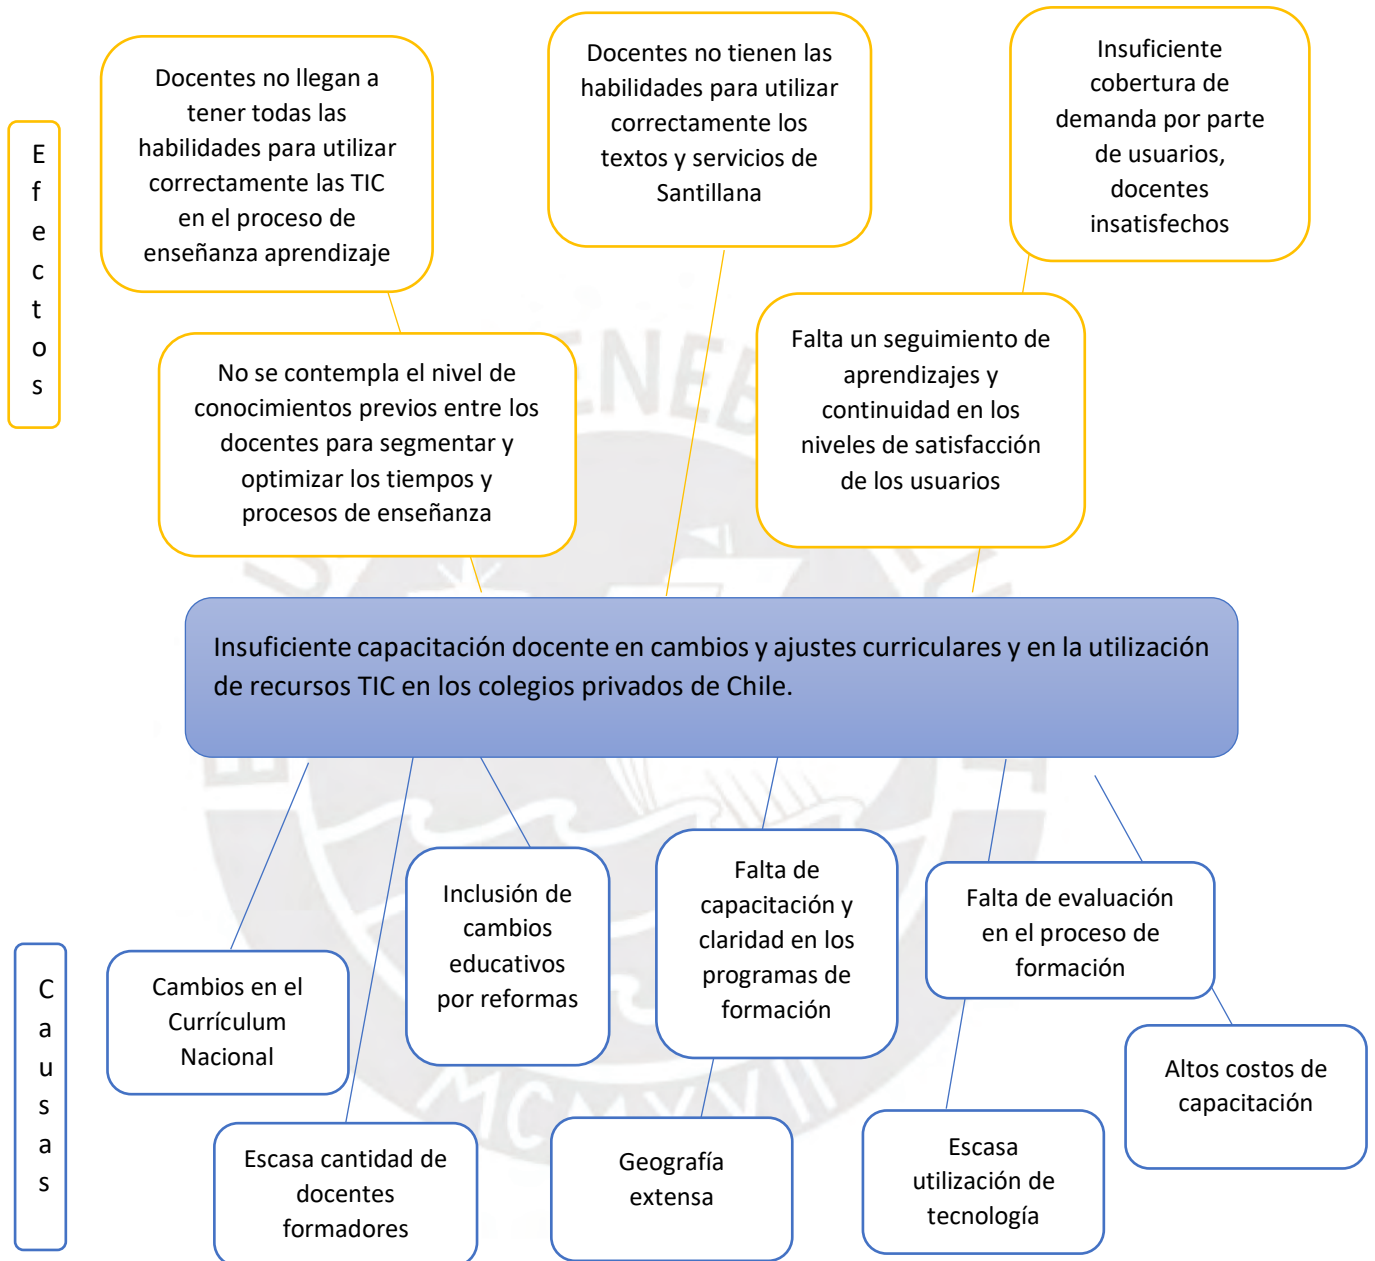 Docentes no llegan a
tener todas las
habilidades para utilizar
correctamente las TIC
en el proceso de
enseñanza aprendizaje
Docentes no tienen las
habilidades para utilizar
correctamente los
textos y servicios de
Santillana
Insuficiente
cobertura de
demanda por parte
de usuarios,
docentes
insatisfechos
E
f
e
c
t
o
s
No se contempla el nivel de
conocimientos previos entre los
docentes para segmentar y
optimizar los tiempos y
procesos de enseñanza
Falta un seguimiento de
aprendizajes y
continuidad en los
niveles de satisfacción
de los usuarios
Insuficiente capacitación docente en cambios y ajustes curriculares y en la utilización
de recursos TIC en los colegios privados de Chile.
C
a
u
s
a
s
Cambios en el
Currículum
Nacional
Inclusión de
cambios
educativos
por reformas
Falta de
capacitación y
claridad en los
programas de
formación
Falta de evaluación
en el proceso de
formación
Altos costos de
capacitación
Escasa cantidad de
docentes
formadores
Geografía
extensa
Escasa
utilización de
tecnología
MCMXVII